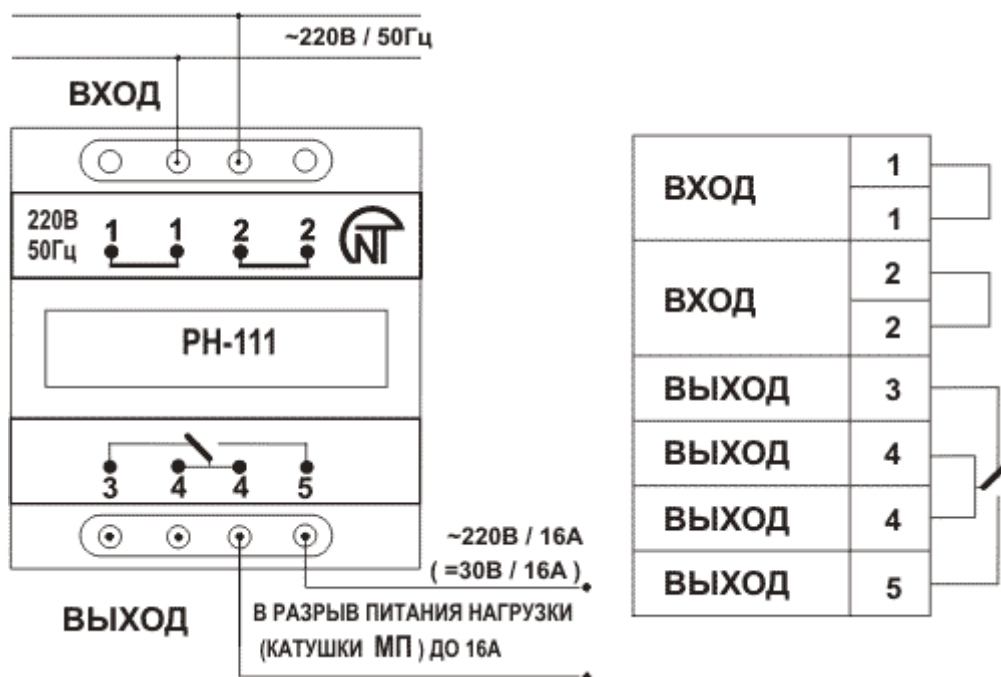 ~220В / 50Гц
ВХОД
220В
50Гц
1 1 2 2
NT
РН-111
3 4 4 5
~220В / 16А
( =30В / 16А )
ВЫХОД
В РАЗРЫВ ПИТАНИЯ НАГРУЗКИ
(КАТУШКИ МП ) ДО 16А
ВХОД 1
1
ВХОД 2
2
ВЫХОД 3
ВЫХОД 4
ВЫХОД 4
ВЫХОД 5